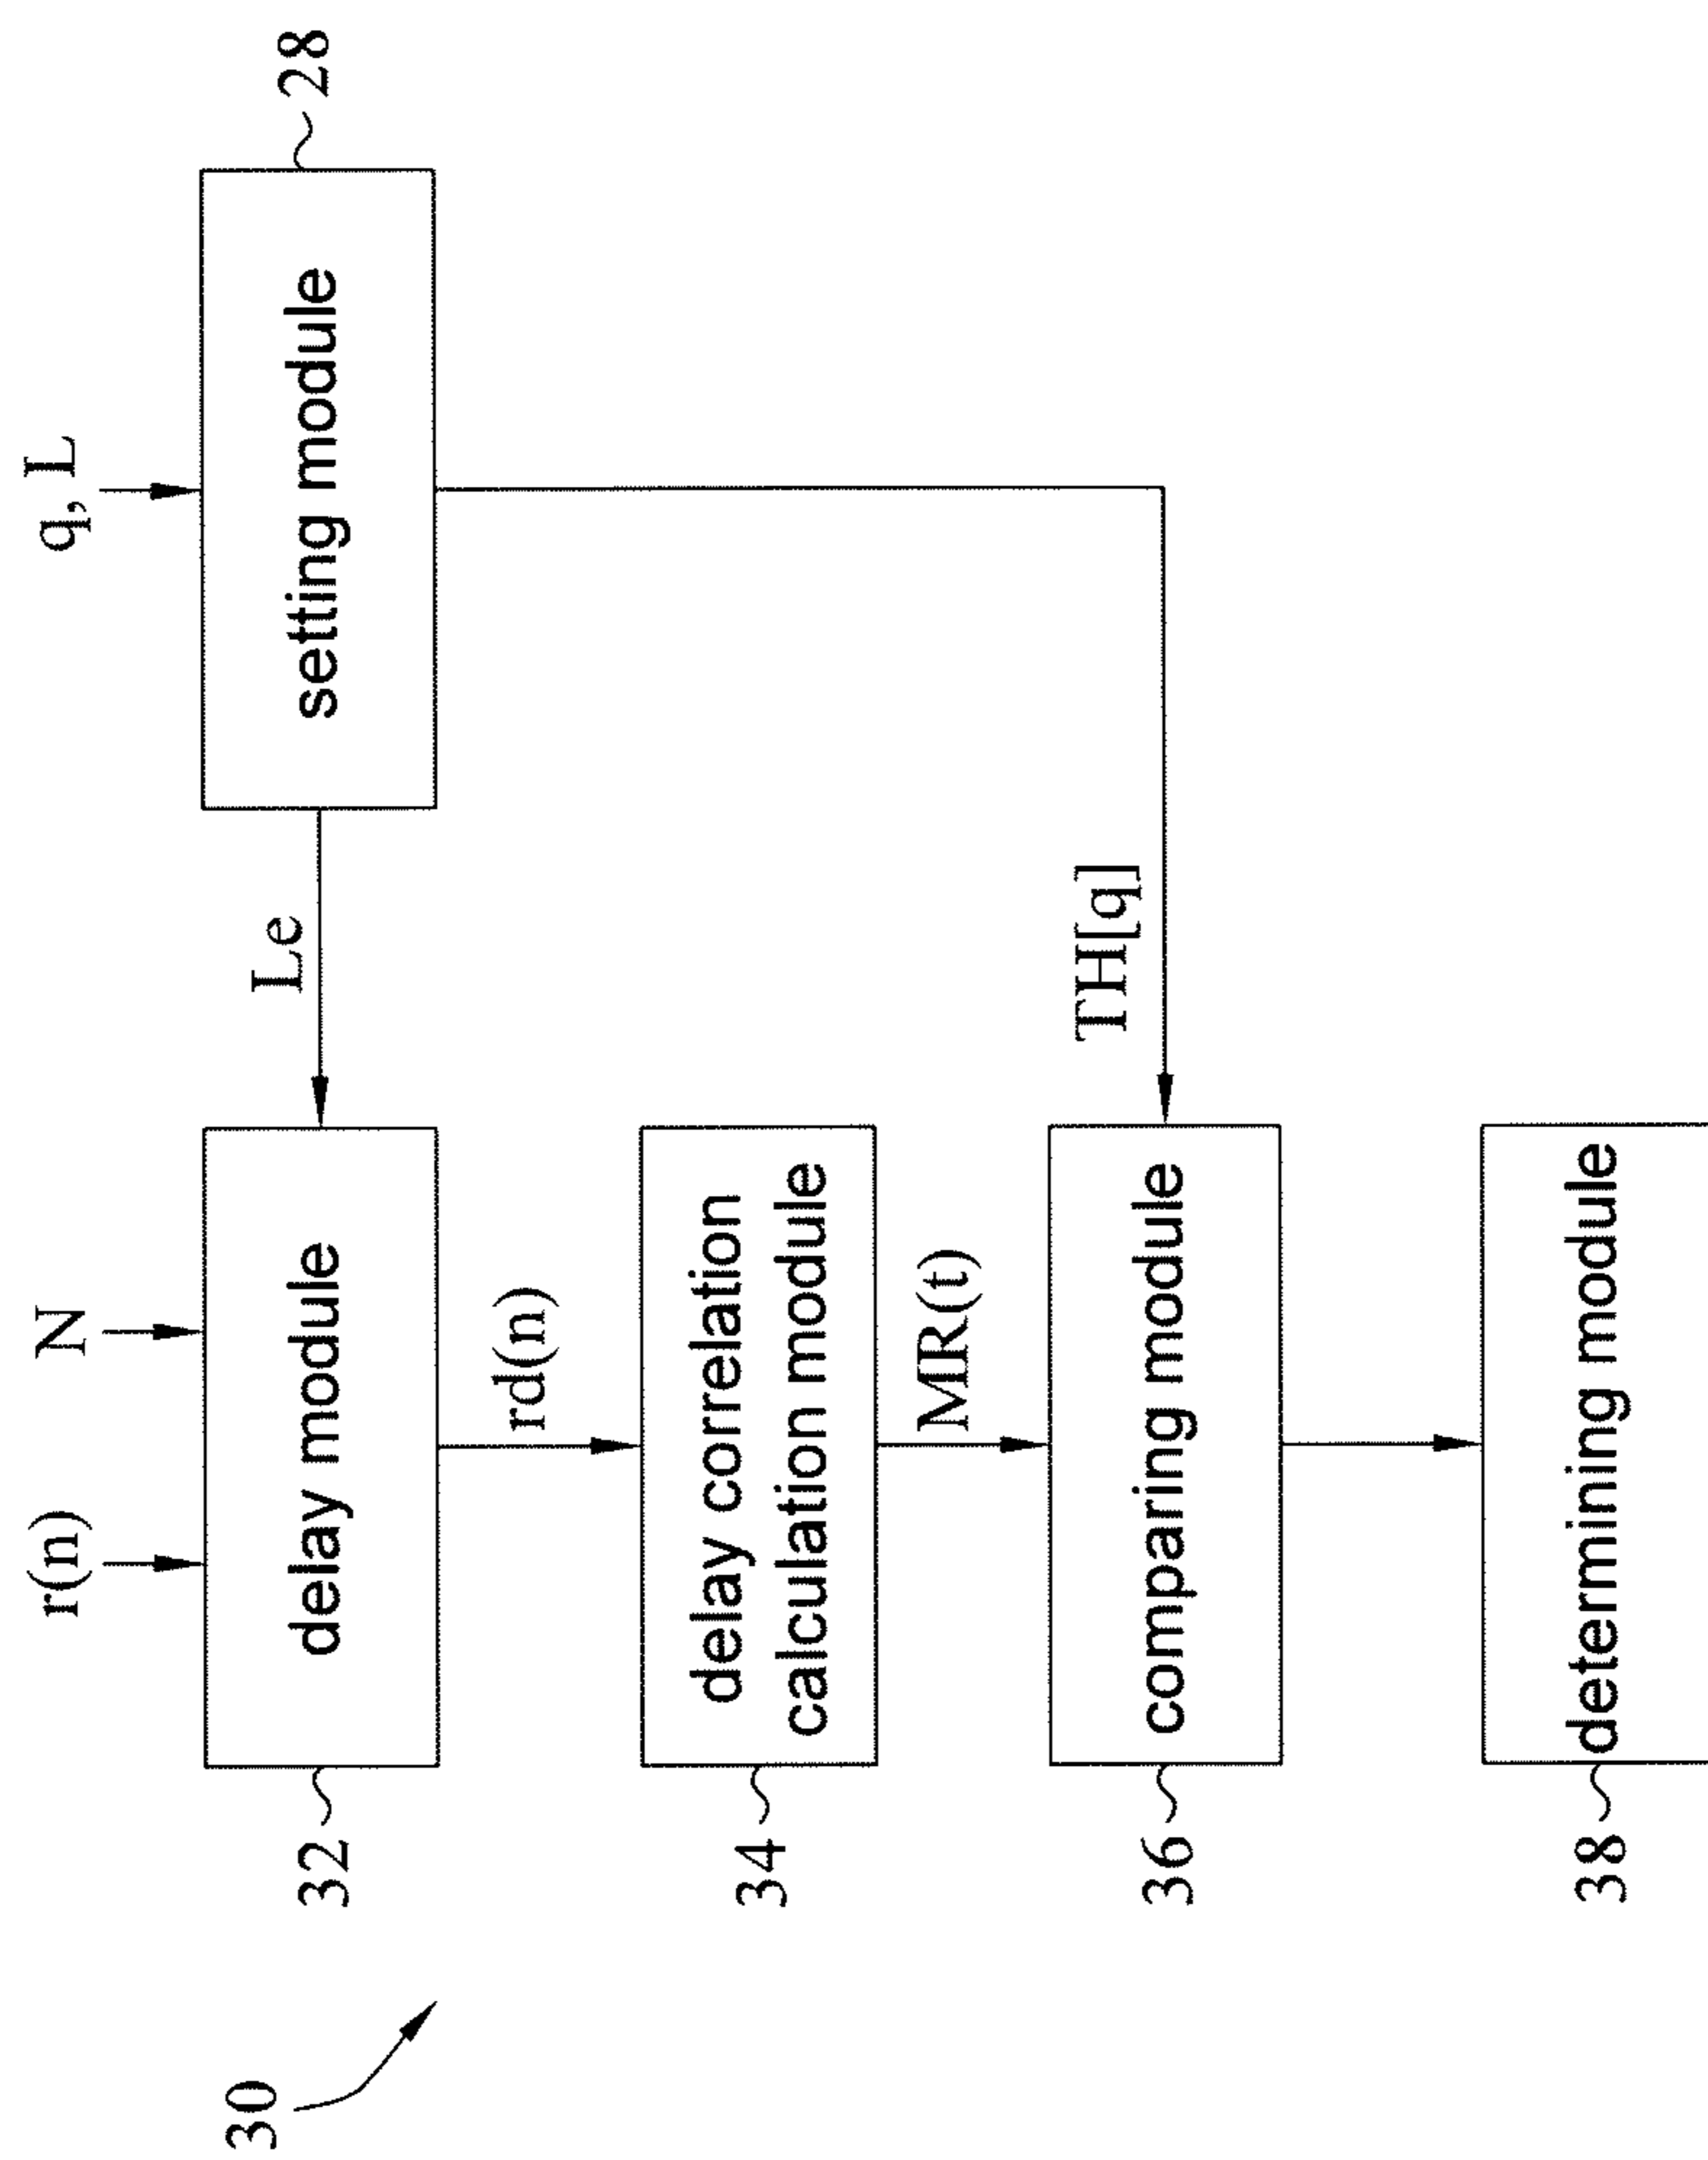 q, L
setting module
28
Le
TH[q]
r(n)
N
delay module
32
rd(n)
delay correlation
calculation module
34
MR(t)
comparing module
36
determining module
38
30